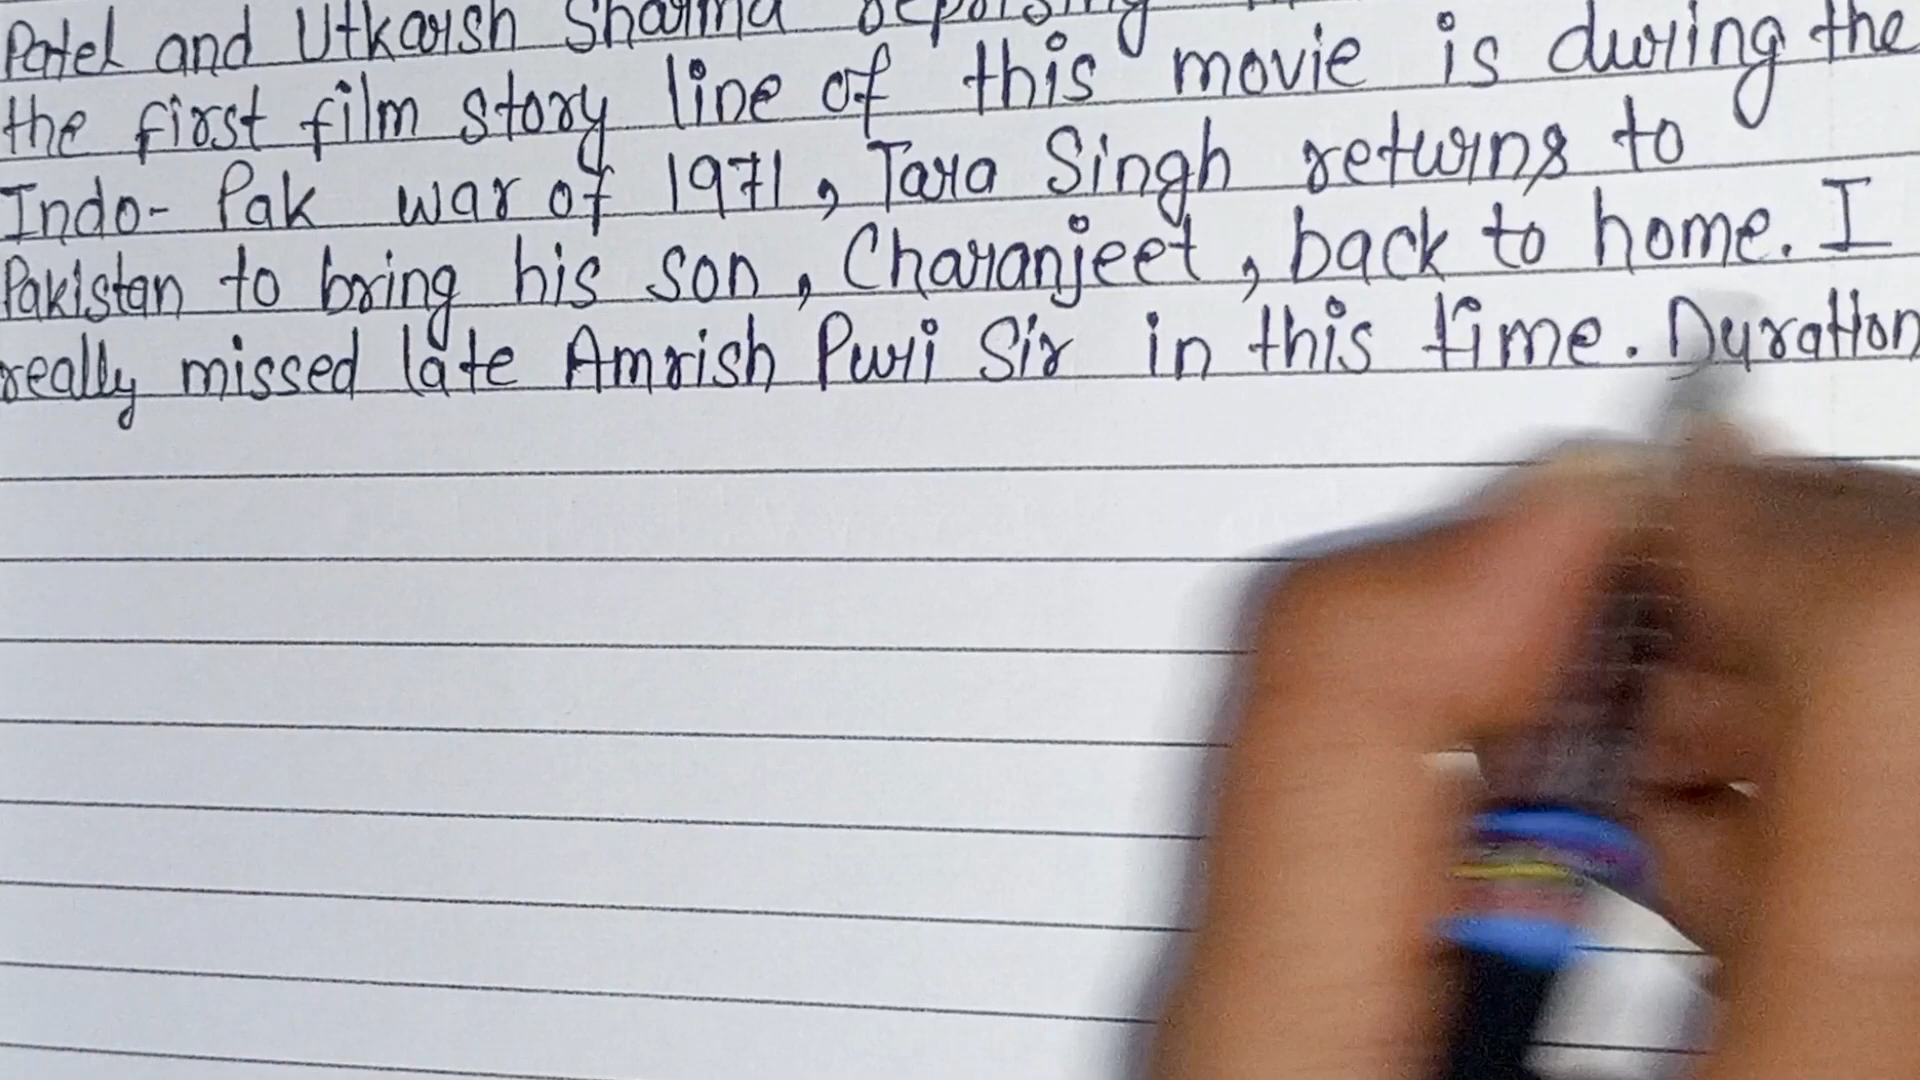 Patel and Utkarsh Sharma
the first film story line of this movie is during the
Indo- Pak war of 1971, Tara Singh returns to
Pakistan to bring his son, Charanjeet, back to home. I
really missed late Amrish Puri Sir in this time. Duration